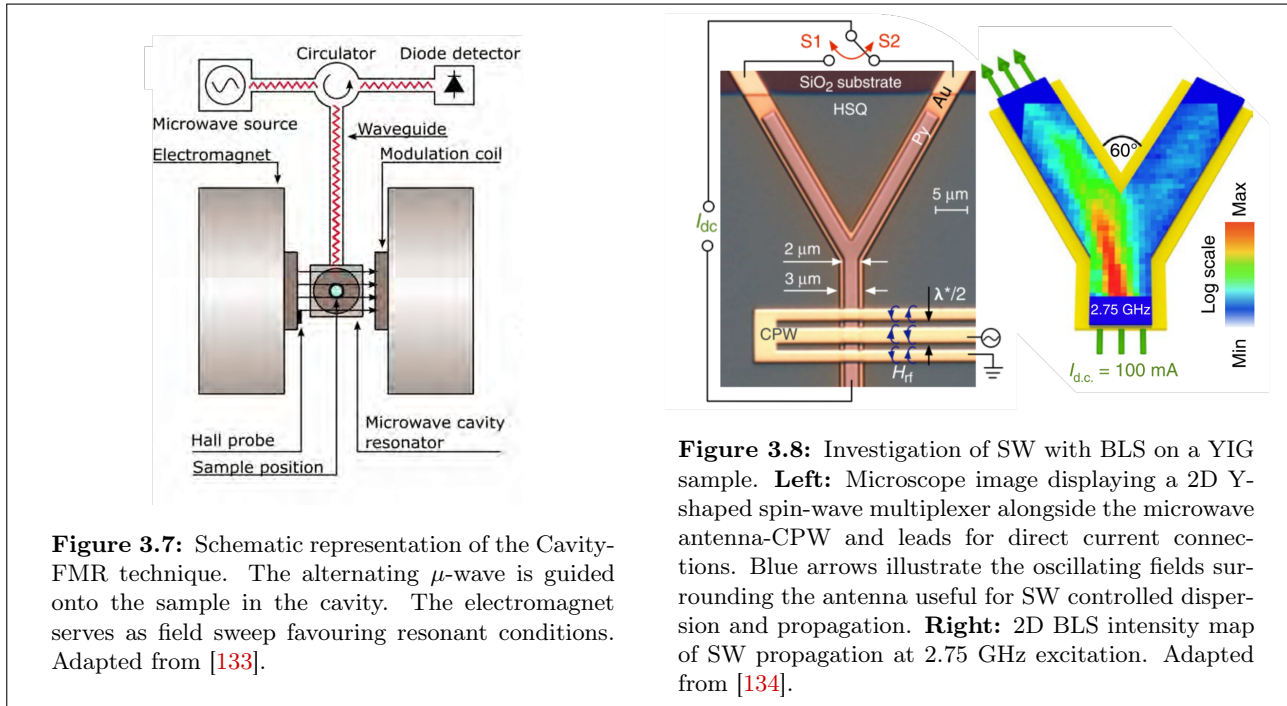 Circulator
Diode detector
Microwave source
Waveguide
Electromagnet
Modulation coil
Hall probe
Microwave cavity
resonator
Sample position
Figure 3.7: Schematic representation of the Cavity-
FMR technique. The alternating μ-wave is guided
onto the sample in the cavity. The electromagnet
serves as field sweep favouring resonant conditions.
Adapted from [133].
S1
S2
SiO₂ substrate
HSQ
Au
Py
5 μm
I_dc
2 μm
3 μm
λ*/2
CPW
H_rf
60°
2.75 GHz
I_d.c. = 100 mA
Max
Log scale
Min
Figure 3.8: Investigation of SW with BLS on a YIG
sample. Left: Microscope image displaying a 2D Y-
shaped spin-wave multiplexer alongside the microwave
antenna-CPW and leads for direct current connec-
tions. Blue arrows illustrate the oscillating fields sur-
rounding the antenna useful for SW controlled disper-
sion and propagation. Right: 2D BLS intensity map
of SW propagation at 2.75 GHz excitation. Adapted
from [134].